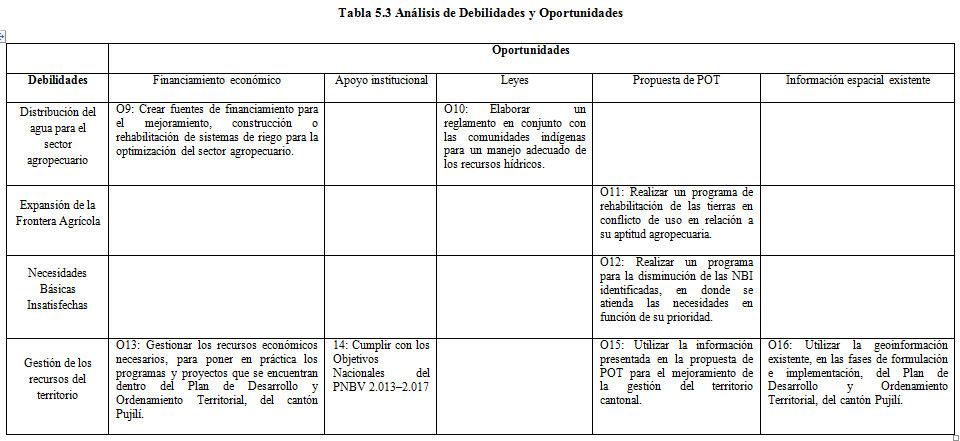 Tabla 5.3 Análisis de Debilidades y Oportunidades
Oportunidades
Debilidades
Financiamiento económico
Apoyo institucional
Leyes
Propuesta de POT
Información espacial existente
Distribución del
agua para el
sector
agropecuario
O9: Crear fuentes de financiamiento para
el mejoramiento, construcción o
rehabilitación de sistemas de riego para la
optimización del sector agropecuario.
O10: Elaborar un
reglamento en conjunto con
las comunidades indígenas
para un manejo adecuado de
los recursos hídricos.
Expansión de la
Frontera Agrícola
O11: Realizar un programa de
rehabilitación de las tierras en
conflicto de uso en relación a
su aptitud agropecuaria.
Necesidades
Básicas
Insatisfechas
O12: Realizar un programa
para la disminución de las NBI
identificadas, en donde se
atienda las necesidades en
función de su prioridad.
Gestión de los
recursos del
territorio
O13: Gestionar los recursos económicos
necesarios, para poner en práctica los
programas y proyectos que se encuentran
dentro del Plan de Desarrollo y
Ordenamiento Territorial, del cantón
Pujilí.
14: Cumplir con los
Objetivos
Nacionales del
PNBV 2.013–2.017
O15: Utilizar la información
presentada en la propuesta de
POT para el mejoramiento de
la gestión del territorio
cantonal.
O16: Utilizar la geoinformación
existente, en las fases de formulación
e implementación, del Plan de
Desarrollo y Ordenamiento
Territorial, del cantón Pujilí.